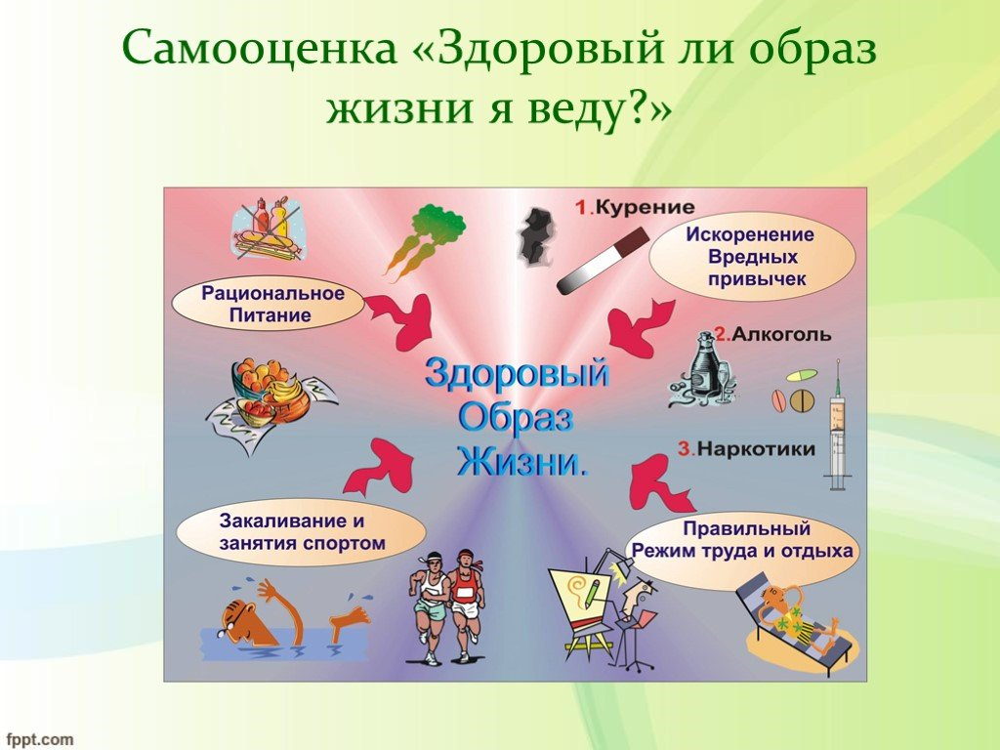 Самооценка «Здоровый ли образ
жизни я веду?»
1.Курение
Искоренение
Вредных
привычек
Рациональное
Питание
2.Алкоголь
Здоровый
Образ
Жизни.
3.Наркотики
Закаливание и
занятия спортом
Правильный
Режим труда и отдыха
fppt.com